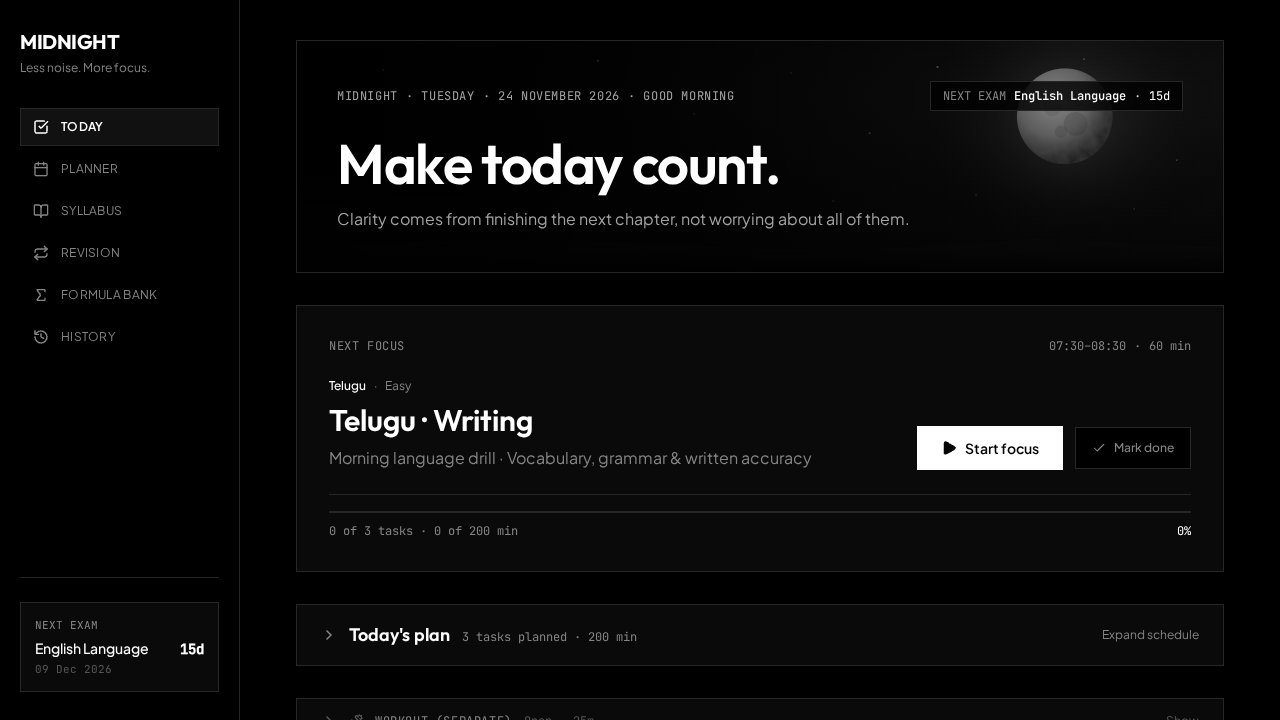 MIDNIGHT
Less noise. More focus.
TODAY
PLANNER
SYLLABUS
REVISION
FORMULA BANK
HISTORY
NEXT EXAM
English Language 15d
09 Dec 2026
MIDNIGHT · TUESDAY · 24 NOVEMBER 2026 · GOOD MORNING
NEXT EXAM English Language · 15d
Make today count.
Clarity comes from finishing the next chapter, not worrying about all of them.
NEXT FOCUS
07:30–08:30 · 60 min
Telugu · Easy
Telugu · Writing
Morning language drill · Vocabulary, grammar & written accuracy
Start focus
Mark done
0 of 3 tasks · 0 of 200 min
0%
Today's plan 3 tasks planned · 200 min
Expand schedule
WORKOUT (SEPARATE)
Show